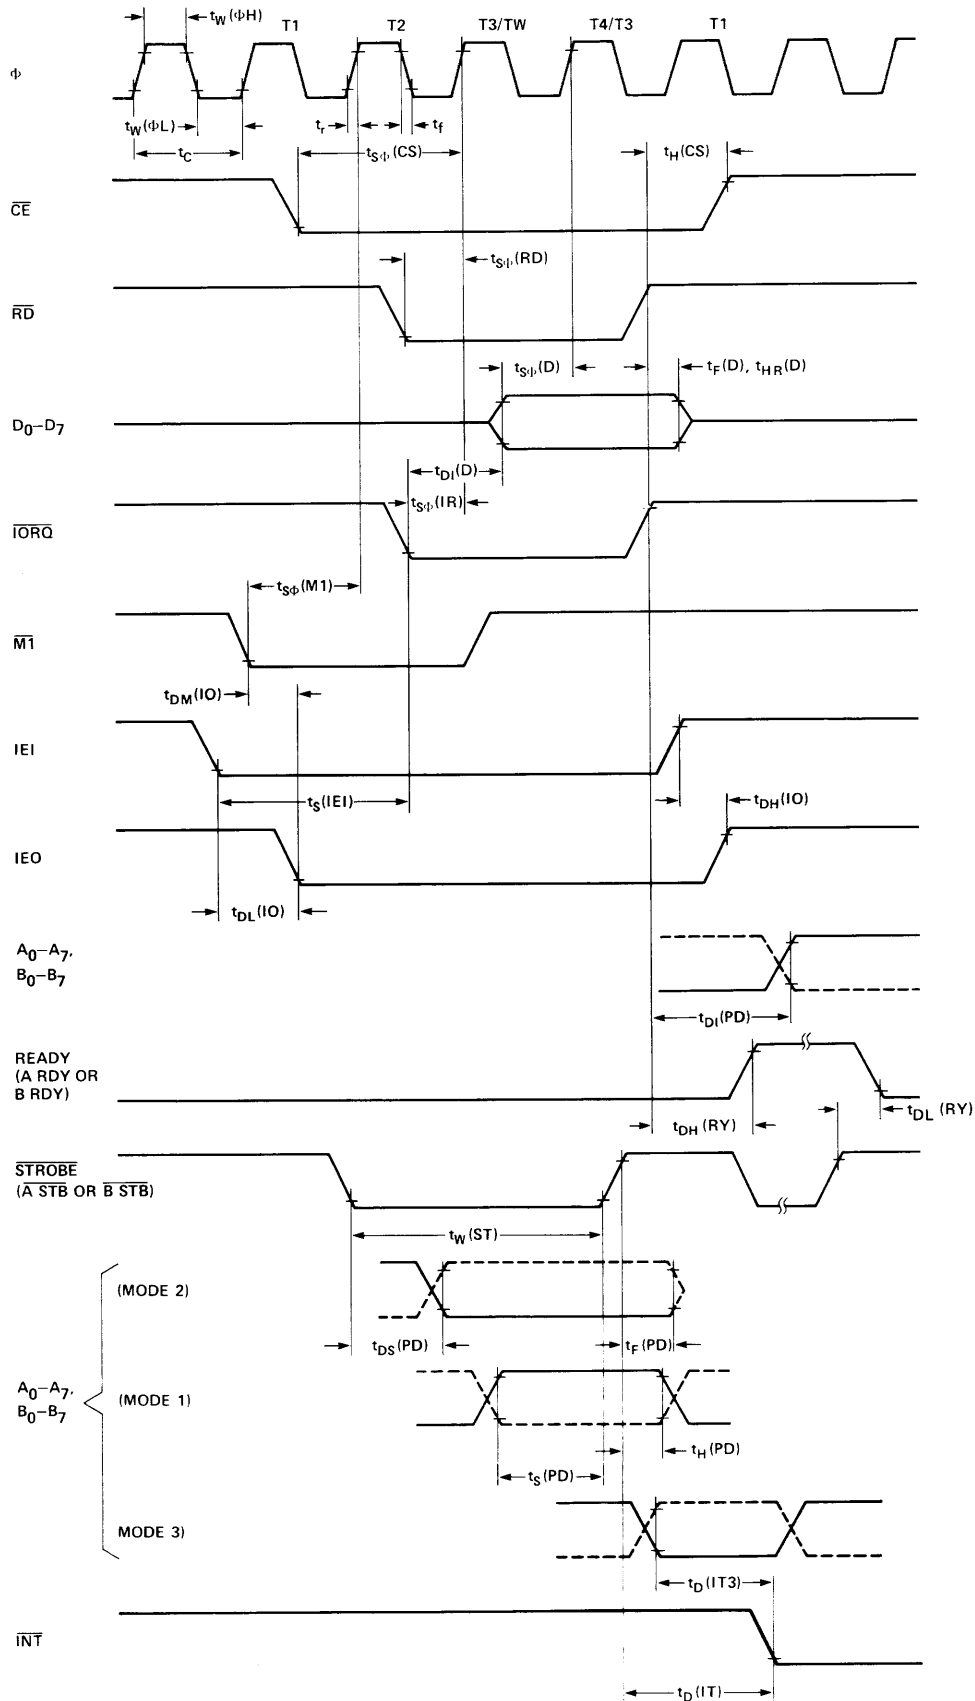 tW(ΦH)
T1
T2
T3/TW
T4/T3
T1
Φ
tW(ΦL)
tr
tf
tC
tSΦ(CS)
tH(CS)
CE
tSΦ(RD)
RD
tSΦ(D)
tF(D), tHR(D)
D0–D7
tDI(D)
tSΦ(IR)
IORQ
tSΦ(M1)
M1
tDM(IO)
IEI
tS(IEI)
tDH(IO)
IEO
tDL(IO)
A0–A7,
B0–B7
tDI(PD)
READY
(A RDY OR
B RDY)
tDH(RY)
tDL(RY)
STROBE
(A STB OR B STB)
tW(ST)
(MODE 2)
tDS(PD)
tF(PD)
A0–A7,
B0–B7
(MODE 1)
tH(PD)
tS(PD)
MODE 3)
tD(IT3)
INT
tD(IT)